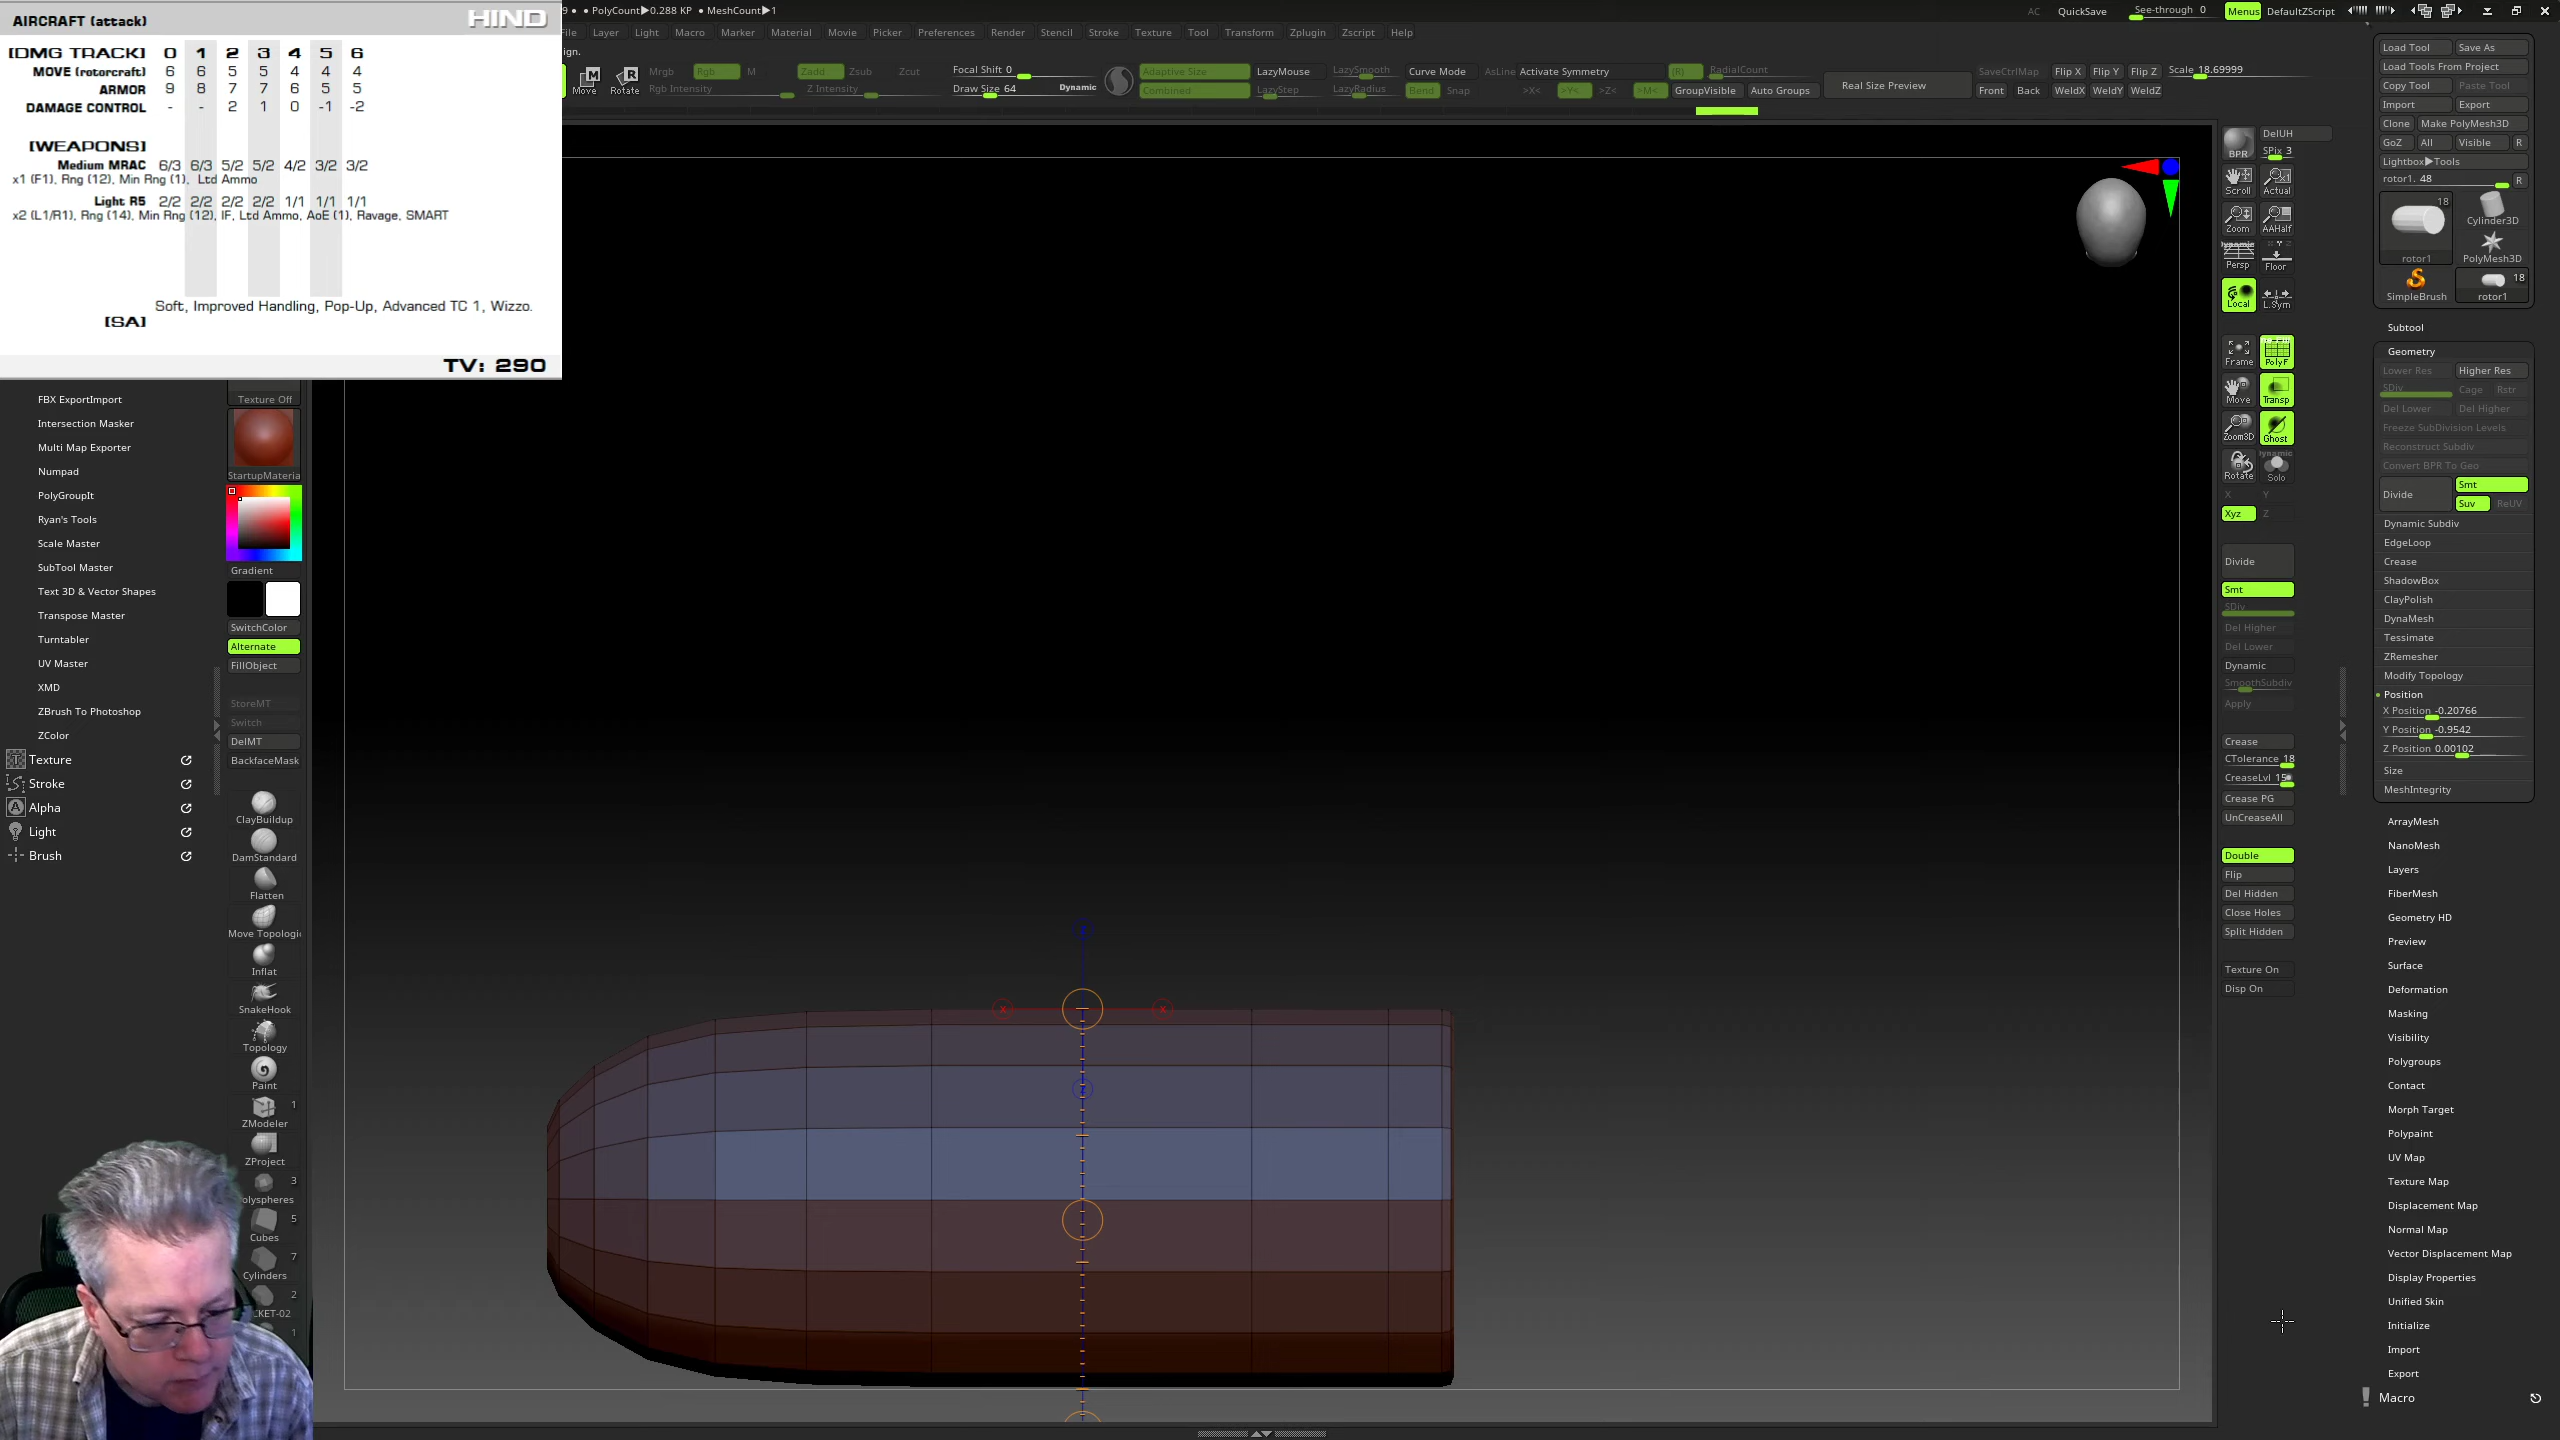 AIRCRAFT (attack) HIND
[DMG TRACK] 0 1 2 3 4 5 6
MOVE (rotorcraft) 6 6 5 5 4 4 4
ARMOR 9 8 7 7 6 5 5
DAMAGE CONTROL - - 2 1 0 -1 -2
[WEAPONS]
Medium MRAC 6/3 6/3 5/2 5/2 4/2 3/2 3/2
x1 (F1), Rng (12), Min Rng (1), Ltd Ammo
Light R5 2/2 2/2 2/2 2/2 1/1 1/1 1/1
x2 (L1/R1), Rng (14), Min Rng (12), IF, Ltd Ammo, AoE (1), Ravage, SMART
Soft, Improved Handling, Pop-Up, Advanced TC 1, Wizzo.
[SA]
TV: 290
9 • • PolyCount▶0.288 KP • MeshCount▶1
AC QuickSave See-through 0 Menus DefaultZScript
File Layer Light Macro Marker Material Movie Picker Preferences Render Stencil Stroke Texture Tool Transform Zplugin Zscript Help
ign.
Move Rotate
Mrgb Rgb M
Rgb Intensity
Zadd Zsub Zcut
Z Intensity
Focal Shift 0
Draw Size 64 Dynamic
Adaptive Size
Combined
LazyMouse
LazyStep
LazySmooth
LazyRadius
Curve Mode AsLine
Bend Snap
Activate Symmetry (R) RadialCount
>X< >Y< >Z< >M<
GroupVisible Auto Groups
Real Size Preview
SaveCtrlMap Flip X Flip Y Flip Z
Front Back WeldX WeldY WeldZ
Scale 18.69999
FBX ExportImport
Intersection Masker
Multi Map Exporter
Numpad
PolyGroupIt
Ryan's Tools
Scale Master
SubTool Master
Text 3D & Vector Shapes
Transpose Master
Turntabler
UV Master
XMD
ZBrush To Photoshop
ZColor
Texture
Stroke
Alpha
Light
Brush
Texture Off
StartupMateria
Gradient
SwitchColor
Alternate
FillObject
StoreMT
Switch
DelMT
BackfaceMask
ClayBuildup
DamStandard
Flatten
Move Topologic
Inflat
SnakeHook
Topology
Paint
1
ZModeler
ZProject
3
olyspheres
5
Cubes
7
Cylinders
2
CKET-02
1
x x
z
BPR
DelUH
SPix 3
Scroll Actual
Zoom AAHalf
Dynamic
Persp Floor
Local L.Sym
Frame PolyF
Move Transp
Zoom3D Ghost
Dynamic
Rotate Solo
X Y
Xyz Z
Divide
Smt
SDiv
Del Higher
Del Lower
Dynamic
SmoothSubdiv
Apply
Crease
CTolerance 18
CreaseLvl 15
Crease PG
UnCreaseAll
Double
Flip
Del Hidden
Close Holes
Split Hidden
Texture On
Disp On
Load Tool Save As
Load Tools From Project
Copy Tool Paste Tool
Import Export
Clone Make PolyMesh3D
GoZ All Visible R
Lightbox▶Tools
rotor1. 48 R
18
rotor1
Cylinder3D
PolyMesh3D
SimpleBrush
18
rotor1
Subtool
Geometry
Lower Res Higher Res
SDiv Cage Rstr
Del Lower Del Higher
Freeze SubDivision Levels
Reconstruct Subdiv
Convert BPR To Geo
Divide Smt
Suv ReUV
Dynamic Subdiv
EdgeLoop
Crease
ShadowBox
ClayPolish
DynaMesh
Tessimate
ZRemesher
Modify Topology
Position
X Position -0.20766
Y Position -0.9542
Z Position 0.00102
Size
MeshIntegrity
ArrayMesh
NanoMesh
Layers
FiberMesh
Geometry HD
Preview
Surface
Deformation
Masking
Visibility
Polygroups
Contact
Morph Target
Polypaint
UV Map
Texture Map
Displacement Map
Normal Map
Vector Displacement Map
Display Properties
Unified Skin
Initialize
Import
Export
Macro